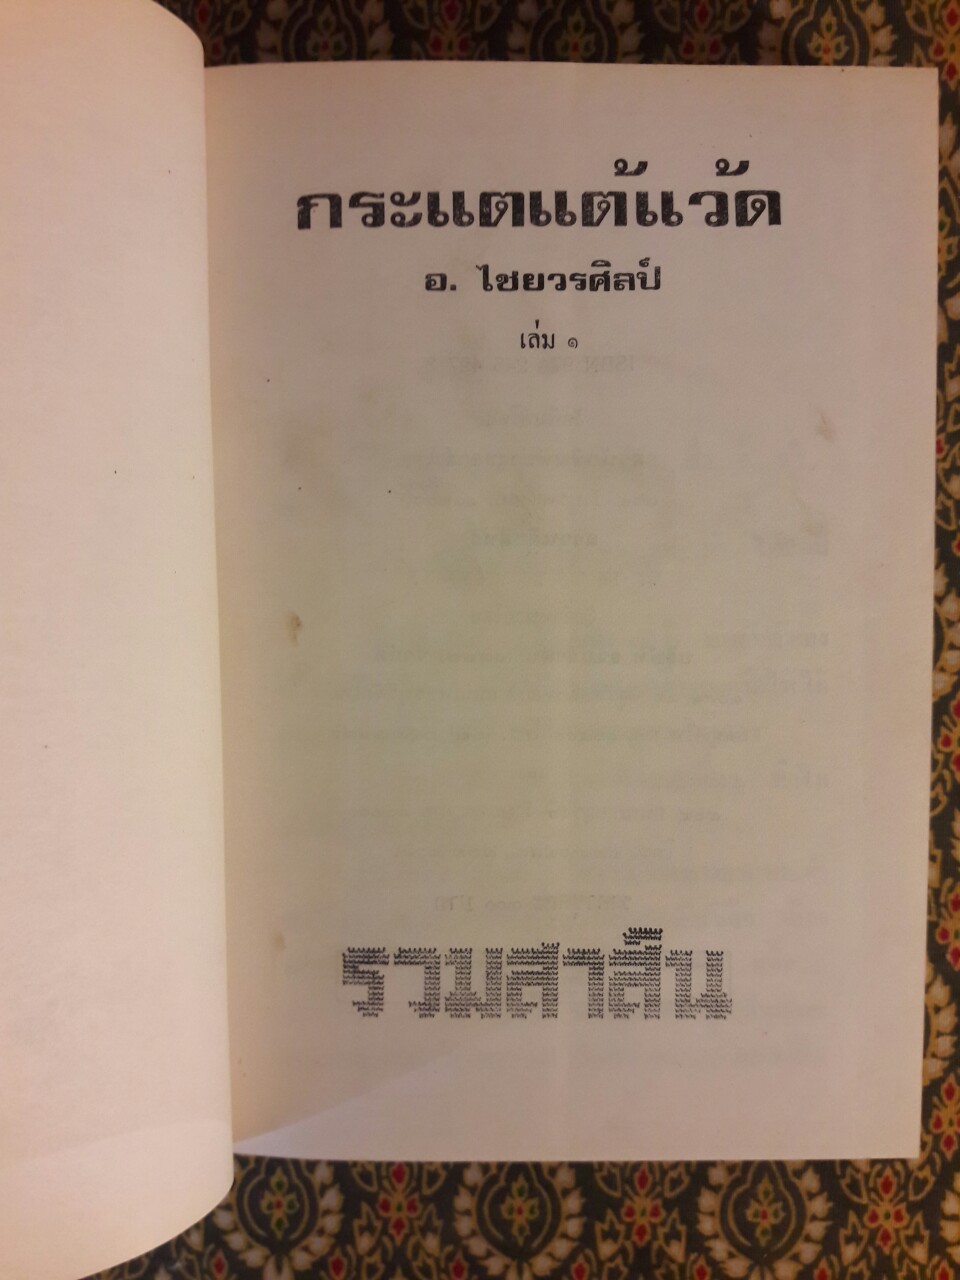 กระแตแต้แว้ด
อ. ไชยวรศิลป์
เล่ม ๑
รวมสาส์น